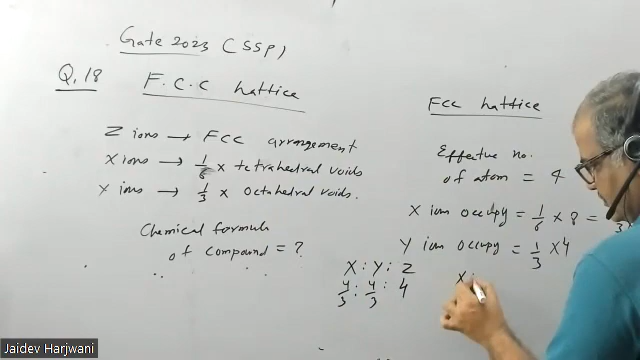 Gate 2023 (SSP)
Q.18 F.C.C Lattice
Z ions → FCC arrangement
X ions → 1/6 x tetrahedral voids
Y ions → 1/3 x octahedral voids.
Chemical formula
of compound = ?
FCC Lattice
Effective no.
of atom = 4
X ion occupy = 1/6 x 8 =
Y ion occupy = 1/3 x 4
X : Y : Z
4/3 : 4/3 : 4
X :
Jaidev Harjwani